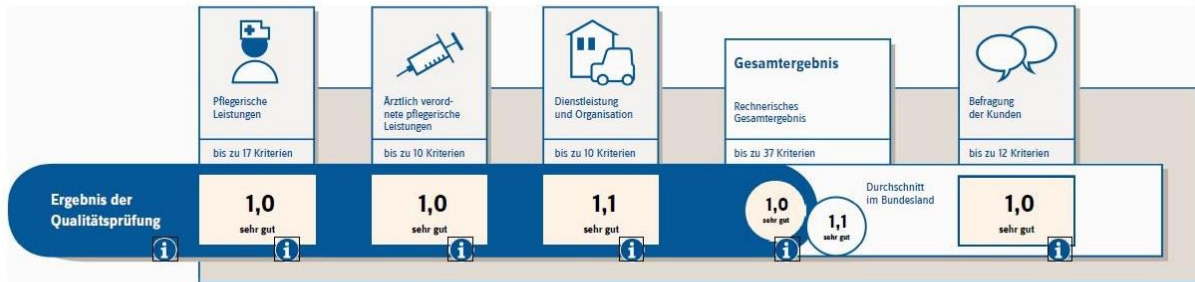 Pflegerische
Leistungen
bis zu 17 Kriterien
Ärztlich verord-
nete pflegerische
Leistungen
bis zu 10 Kriterien
Dienstleistung
und Organisation
bis zu 10 Kriterien
Gesamtergebnis
Rechnerisches
Gesamtergebnis
bis zu 37 Kriterien
Befragung
der Kunden
bis zu 12 Kriterien
Ergebnis der
Qualitätsprüfung
i
1,0
sehr gut
i
1,0
sehr gut
i
1,1
sehr gut
i
1,0
sehr gut
i
Durchschnitt
im Bundesland
1,1
sehr gut
1,0
sehr gut
i